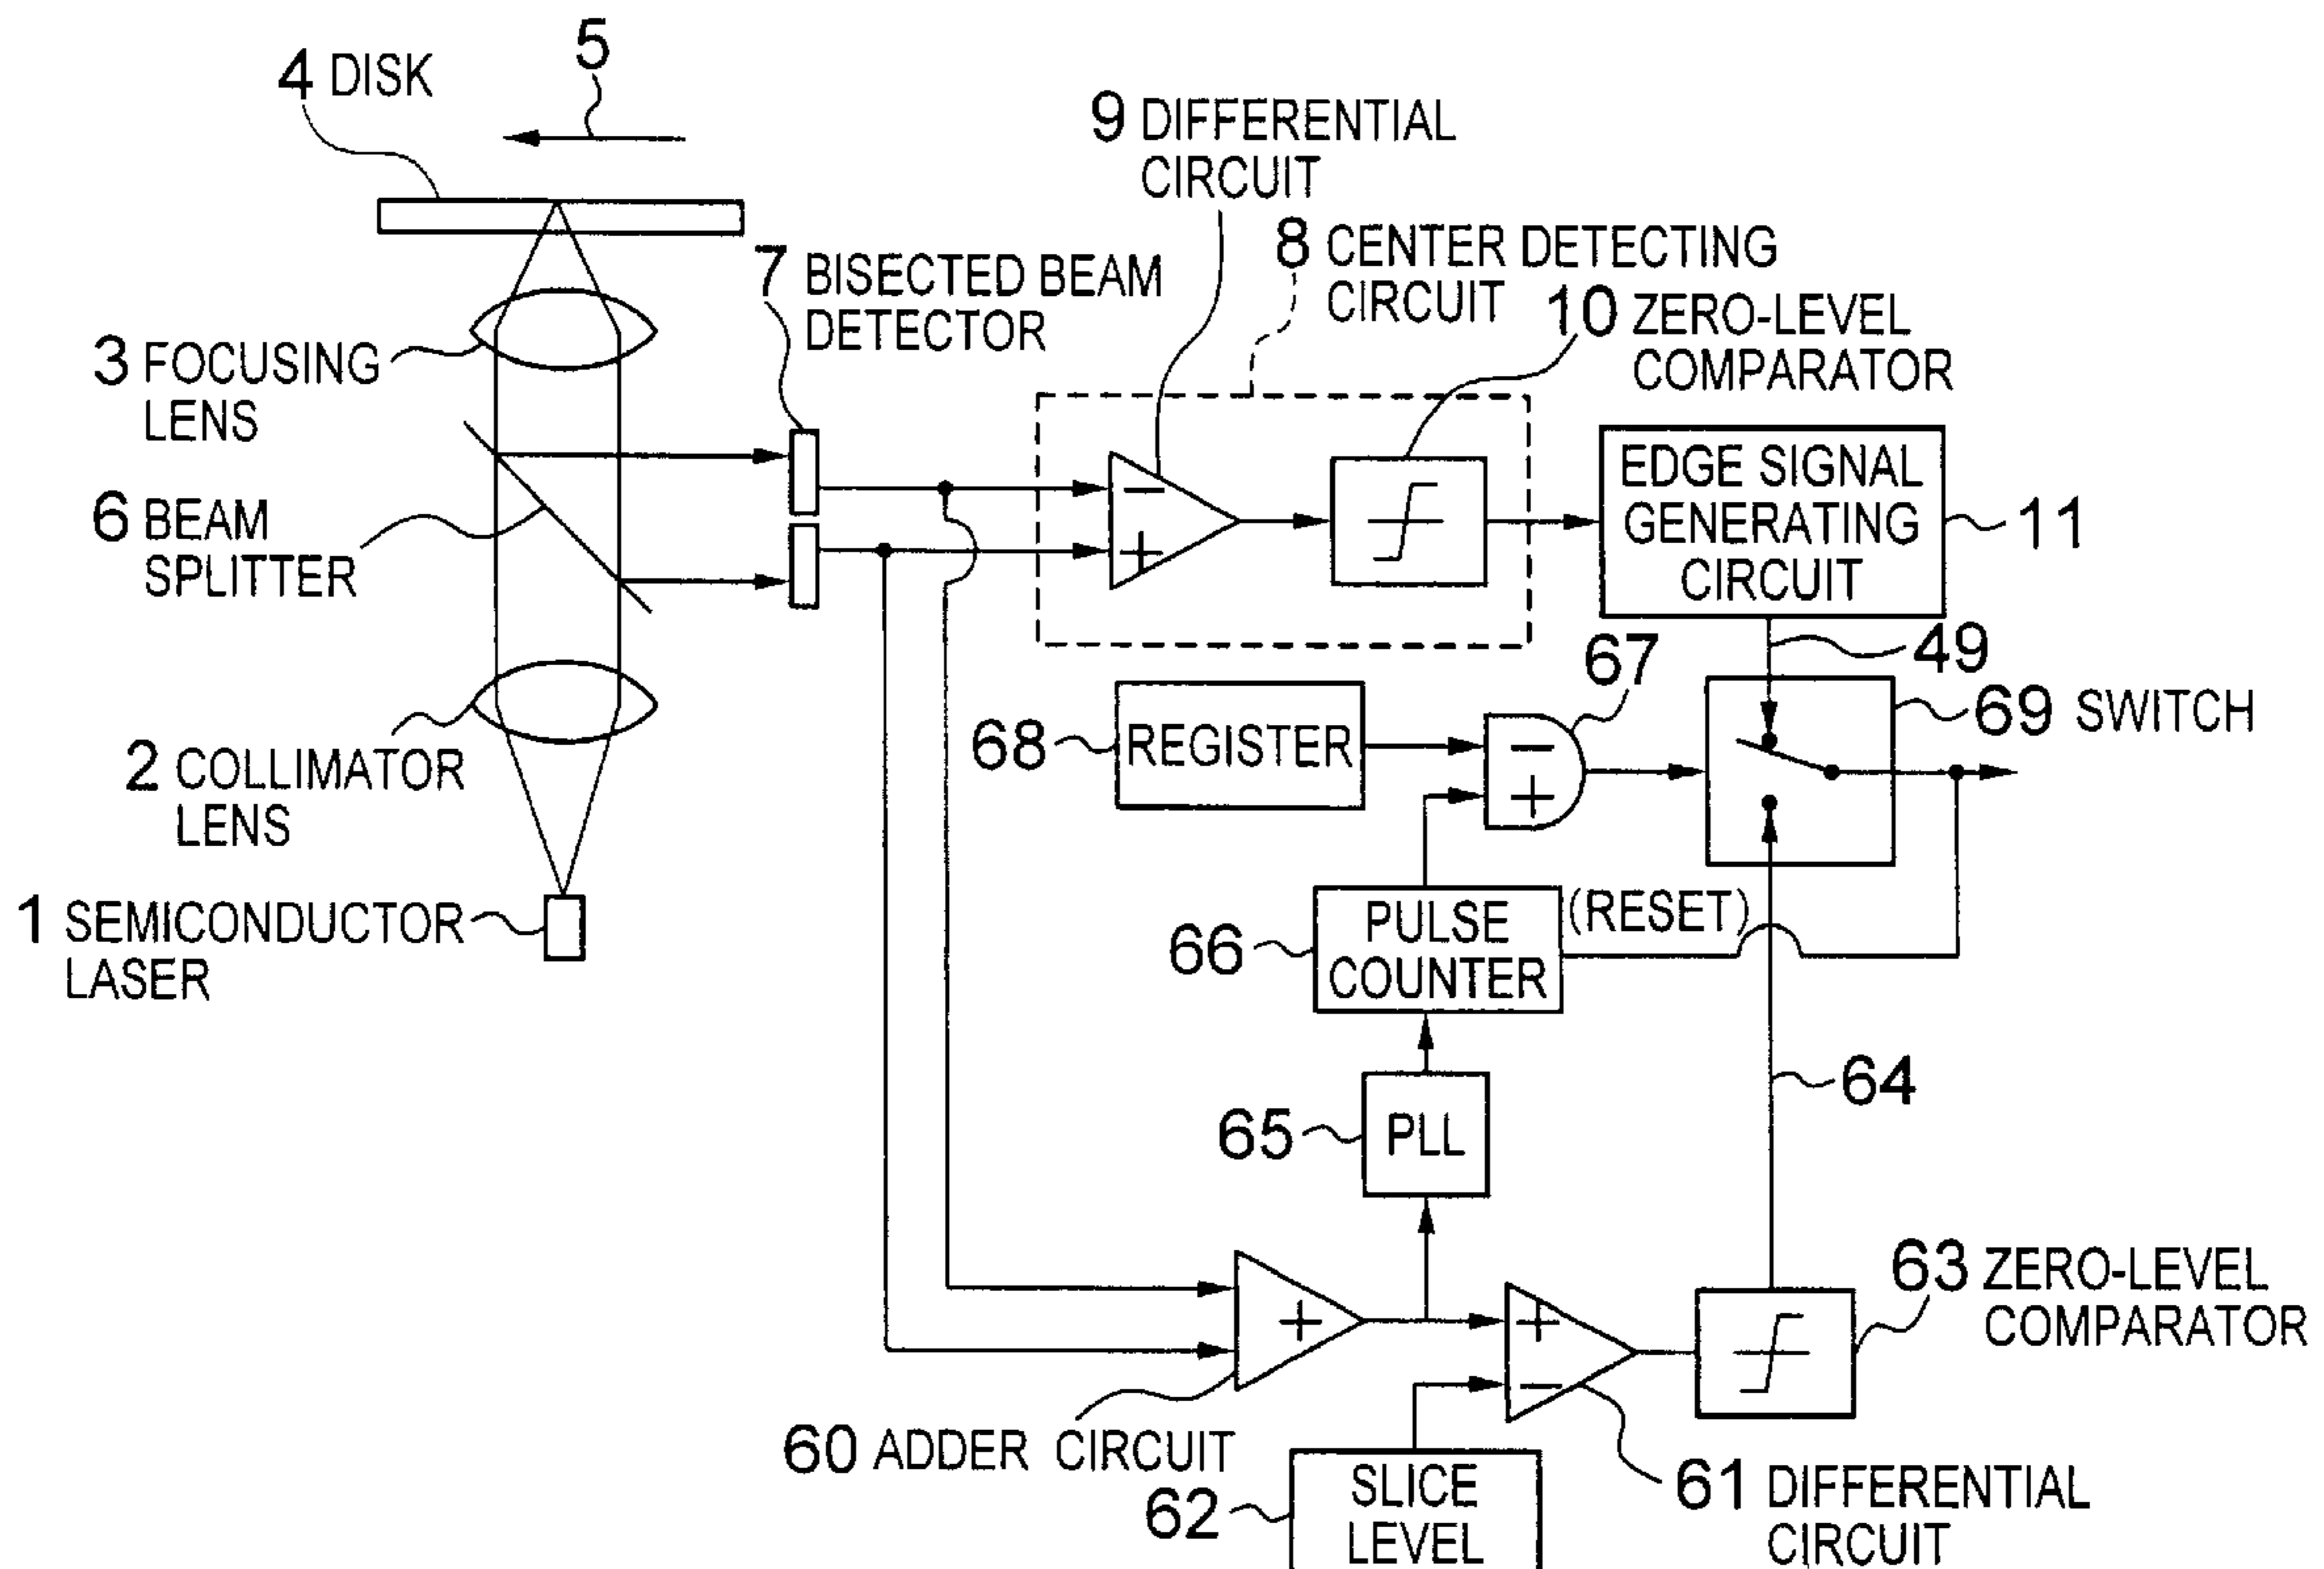 5
4 DISK
9 DIFFERENTIAL
CIRCUIT
8 CENTER DETECTING
CIRCUIT
7 BISECTED BEAM
DETECTOR
10 ZERO-LEVEL
COMPARATOR
3 FOCUSING
LENS
EDGE SIGNAL
GENERATING
CIRCUIT
11
6 BEAM
SPLITTER
−
+
49
67
69 SWITCH
68
REGISTER
−
+
2 COLLIMATOR
LENS
1 SEMICONDUCTOR
LASER
66
PULSE
COUNTER
(RESET)
64
65
PLL
63 ZERO-LEVEL
COMPARATOR
+
+
−
60 ADDER CIRCUIT
62
SLICE
LEVEL
61 DIFFERENTIAL
CIRCUIT